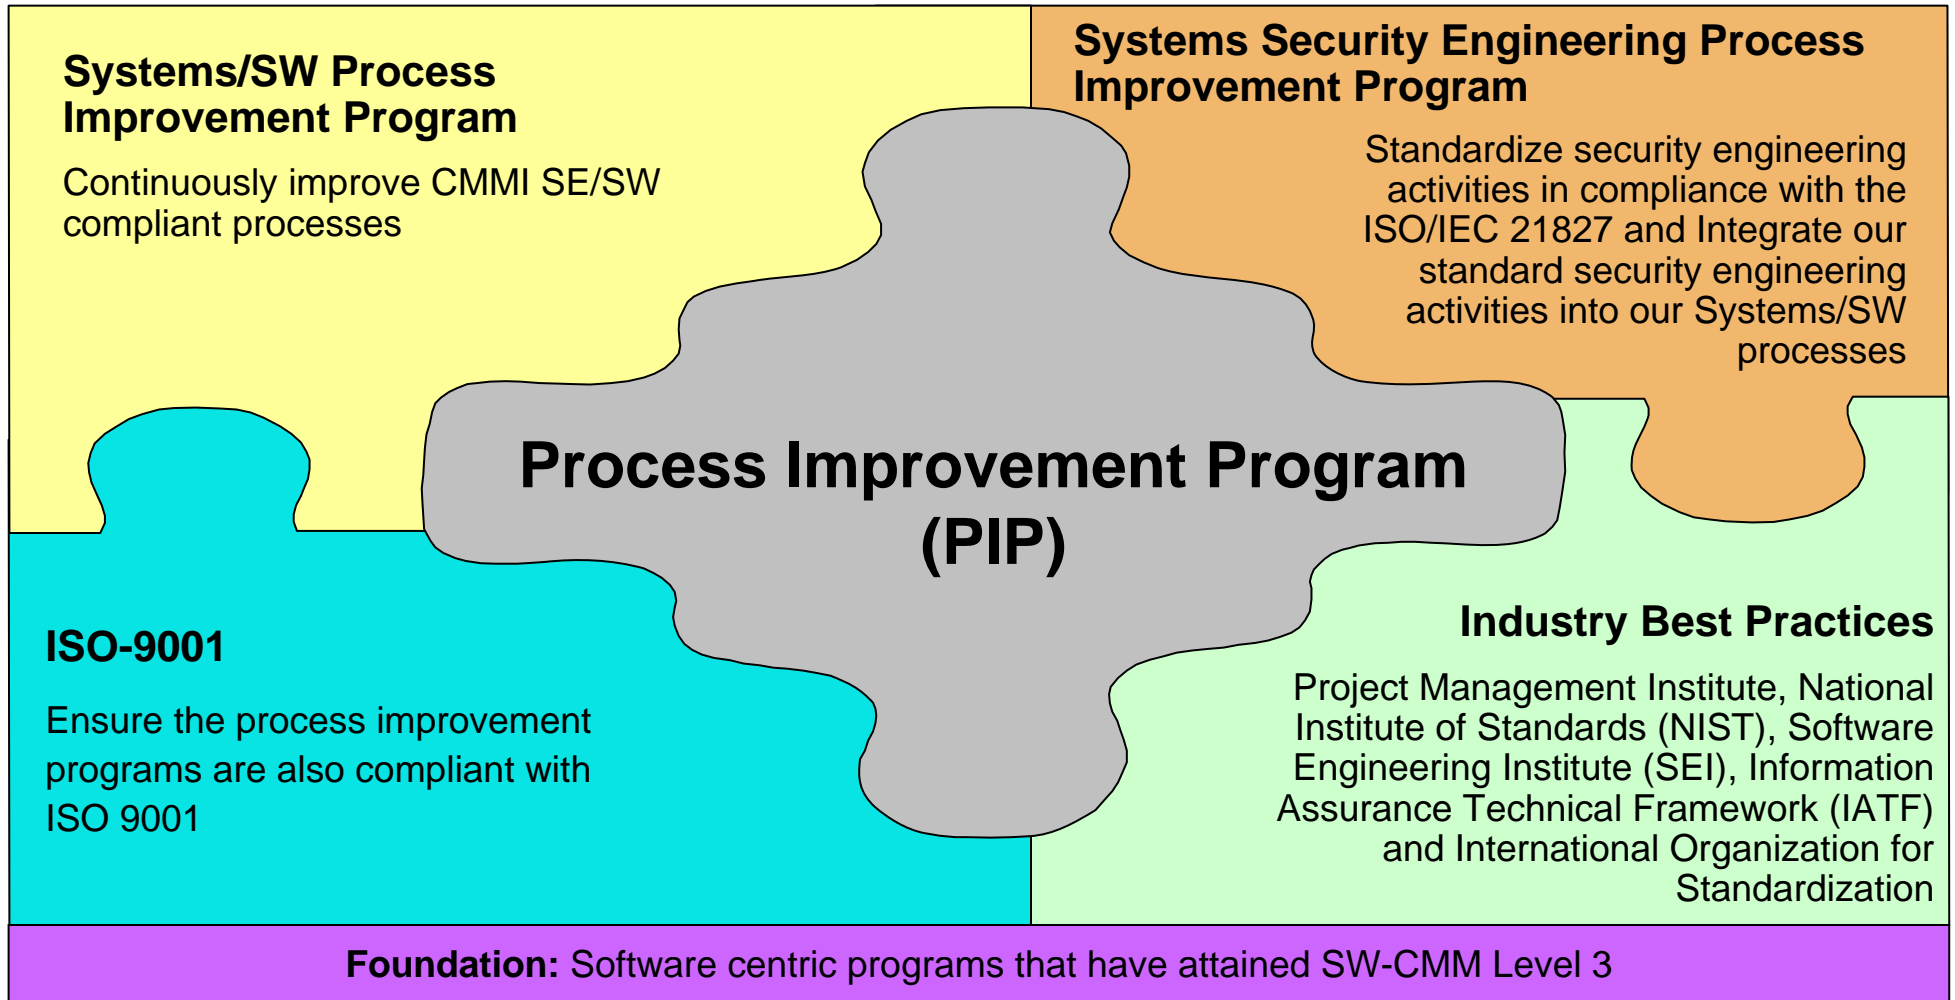 Systems/SW Process
Improvement Program
Continuously improve CMMI SE/SW
compliant processes
Systems Security Engineering Process
Improvement Program
Standardize security engineering
activities in compliance with the
ISO/IEC 21827 and Integrate our
standard security engineering
activities into our Systems/SW
processes
Process Improvement Program
(PIP)
ISO-9001
Ensure the process improvement
programs are also compliant with
ISO 9001
Industry Best Practices
Project Management Institute, National
Institute of Standards (NIST), Software
Engineering Institute (SEI), Information
Assurance Technical Framework (IATF)
and International Organization for
Standardization
Foundation: Software centric programs that have attained SW-CMM Level 3